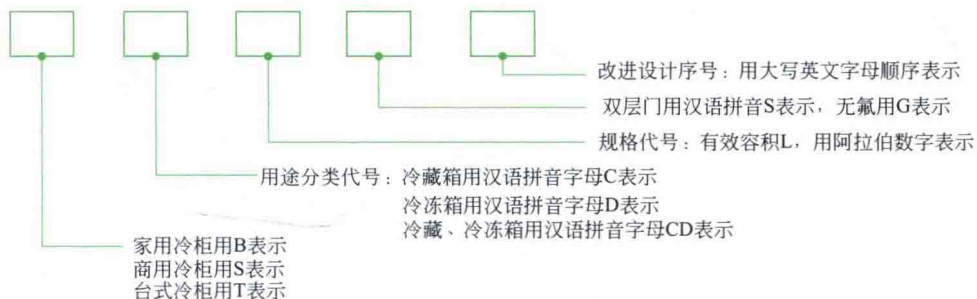 改进设计序号：用大写英文字母顺序表示
双层门用汉语拼音S表示，无氟用G表示
规格代号：有效容积L，用阿拉伯数字表示
用途分类代号：冷藏箱用汉语拼音字母C表示
冷冻箱用汉语拼音字母D表示
冷藏、冷冻箱用汉语拼音字母CD表示
家用冷柜用B表示
商用冷柜用S表示
台式冷柜用T表示